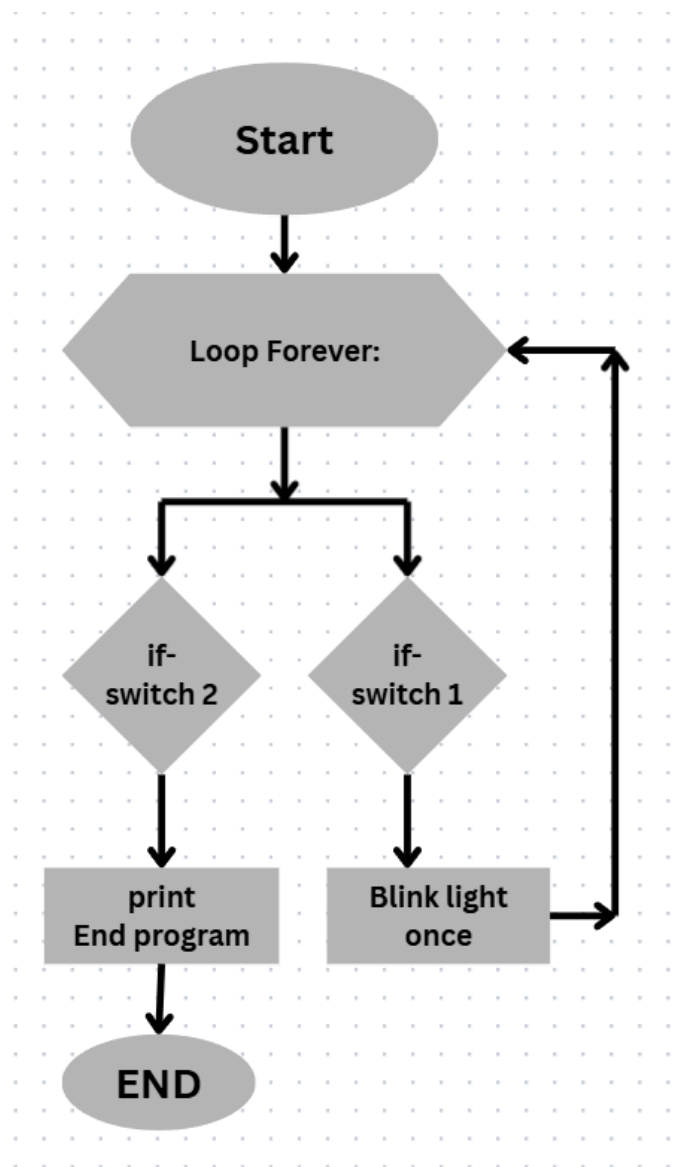 Start
Loop Forever:
if-
switch 2
if-
switch 1
print
End program
Blink light
once
END